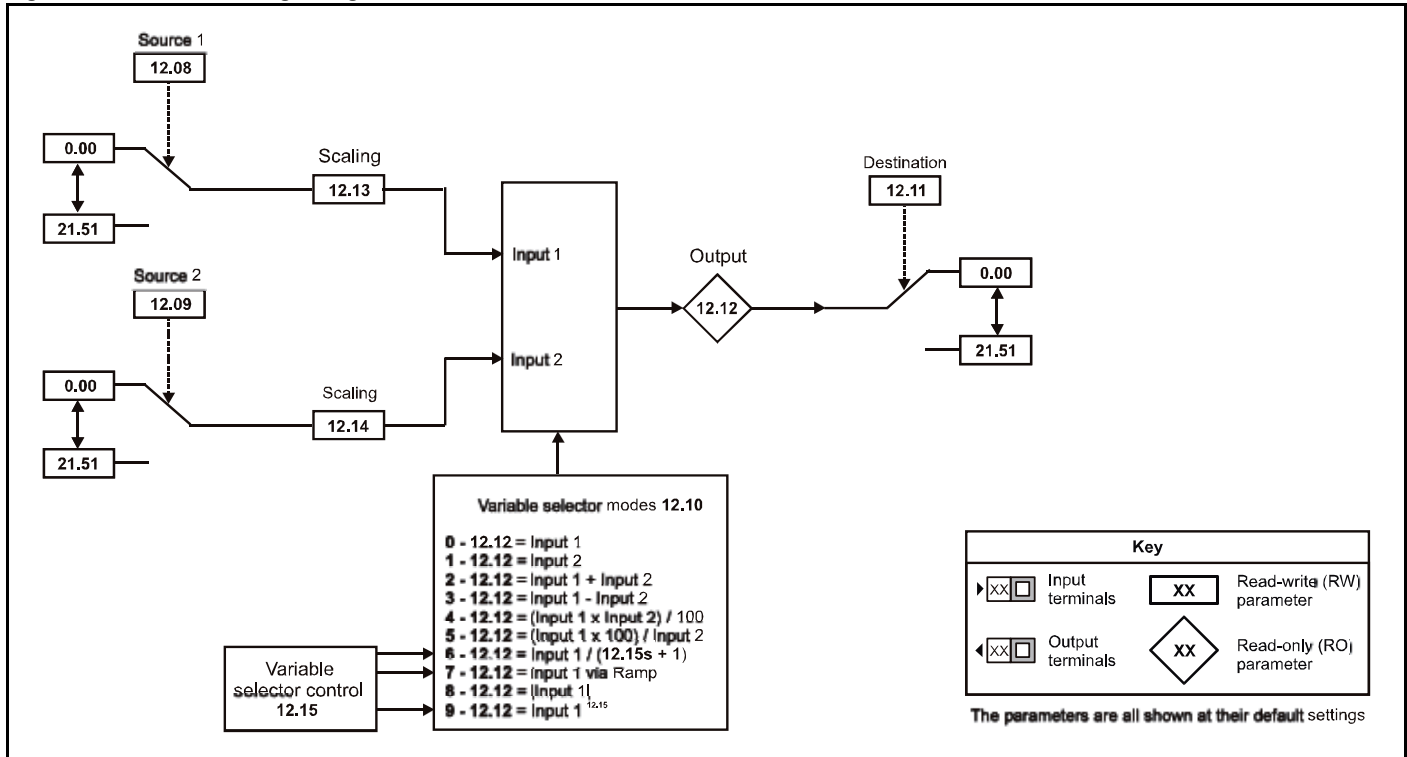 Source 1
12.08
0.00
21.51
Scaling
12.13
Source 2
12.09
0.00
21.51
Scaling
12.14
Input 1
Input 2
Output
12.12
Destination
12.11
0.00
21.51
Variable selector modes 12.10
0 - 12.12 = Input 1
1 - 12.12 = Input 2
2 - 12.12 = Input 1 + Input 2
3 - 12.12 = Input 1 - Input 2
4 - 12.12 = (Input 1 x Input 2) / 100
5 - 12.12 = (Input 1 x 100) / Input 2
6 - 12.12 = Input 1 / (12.15s + 1)
7 - 12.12 = Input 1 via Ramp
8 - 12.12 = |Input 1|
9 - 12.12 = Input 1 12.15
Variable
selector control
12.15
Key
XX Input
terminals
XX Read-write (RW)
parameter
XX Output
terminals
XX Read-only (RO)
parameter
The parameters are all shown at their default settings